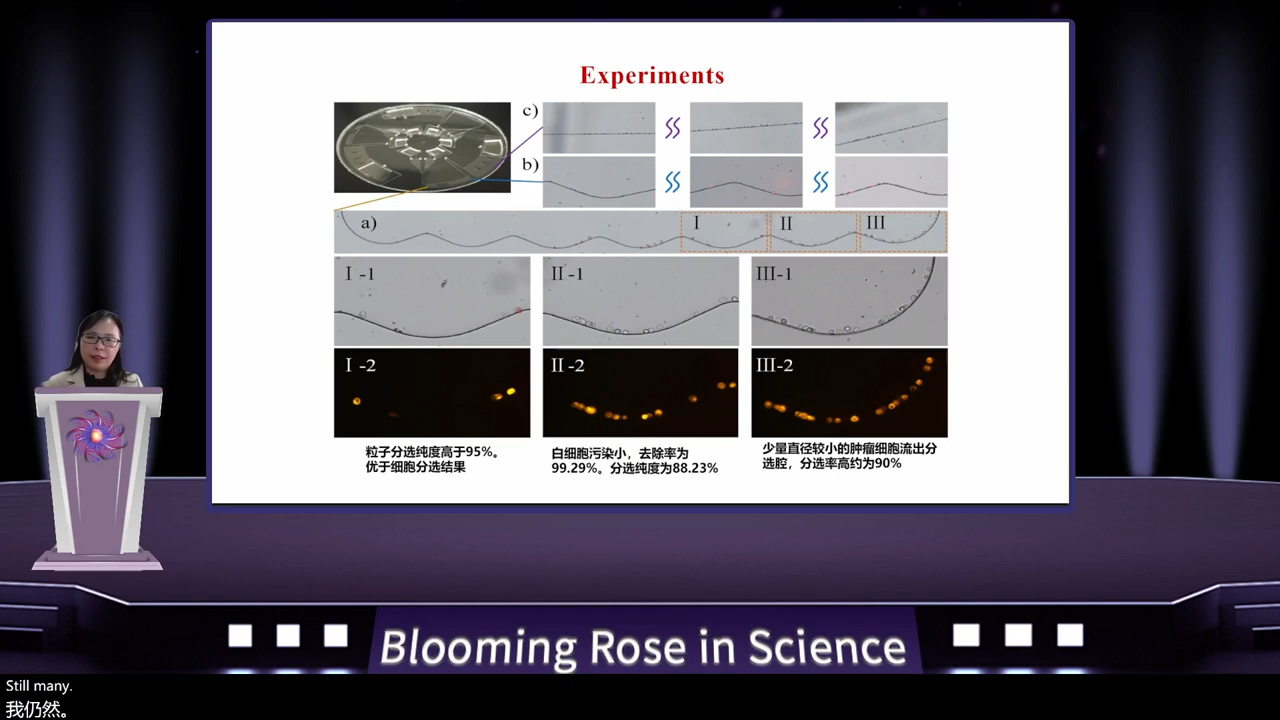 Experiments
c)
b)
a)
I
II
III
I-1
II-1
III-1
I-2
II-2
III-2
粒子分选纯度高于95%。
优于细胞分选结果
白细胞污染小，去除率为
99.29%。分选纯度为88.23%
少量直径较小的肿瘤细胞流出分
选腔，分选率高约为90%
Blooming Rose in Science
Still many.
我仍然。